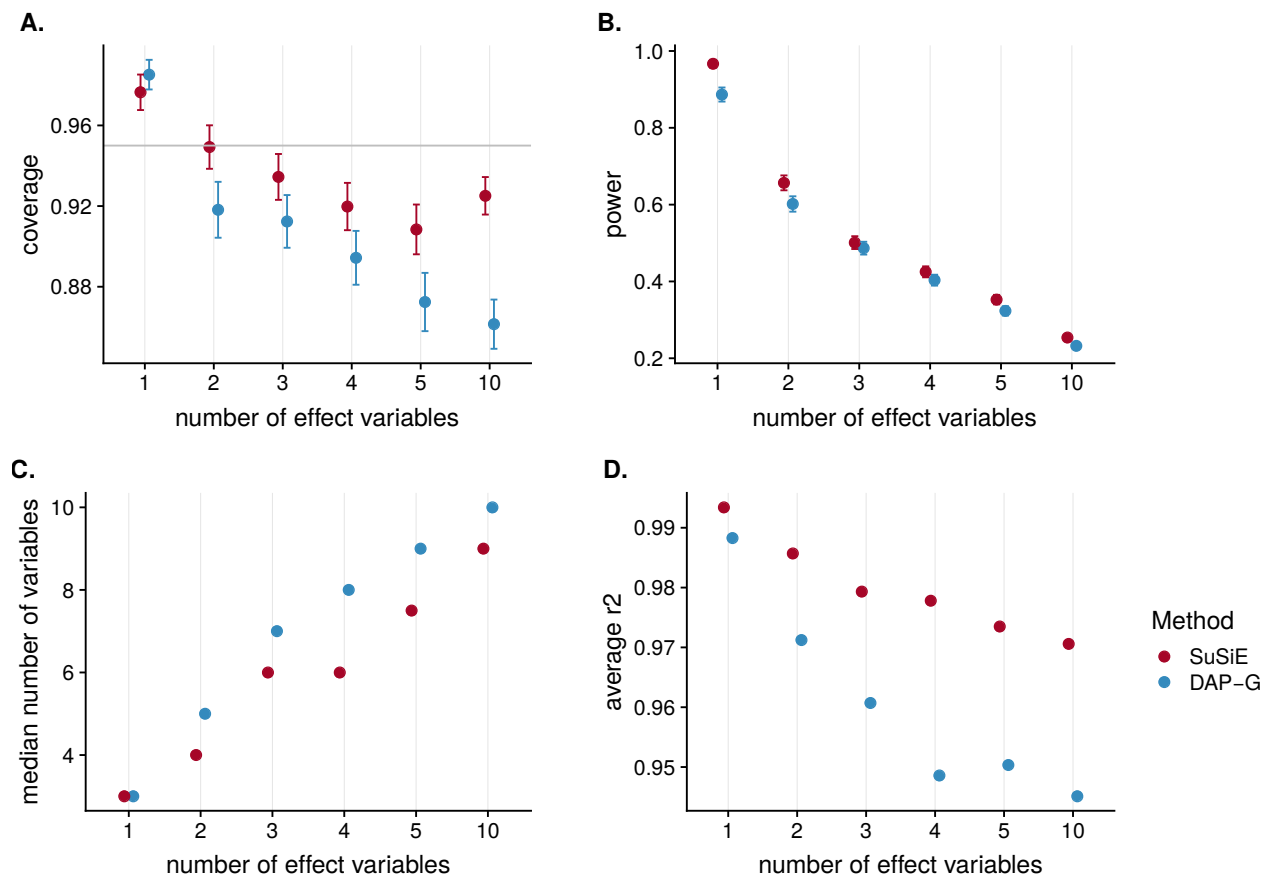 A.
coverage
0.96
0.92
0.88
1 2 3 4 5 10
number of effect variables
B.
power
1.0
0.8
0.6
0.4
0.2
1 2 3 4 5 10
number of effect variables
C.
median number of variables
10
8
6
4
1 2 3 4 5 10
number of effect variables
D.
average r2
0.99
0.98
0.97
0.96
0.95
1 2 3 4 5 10
number of effect variables
Method
SuSiE
DAP−G